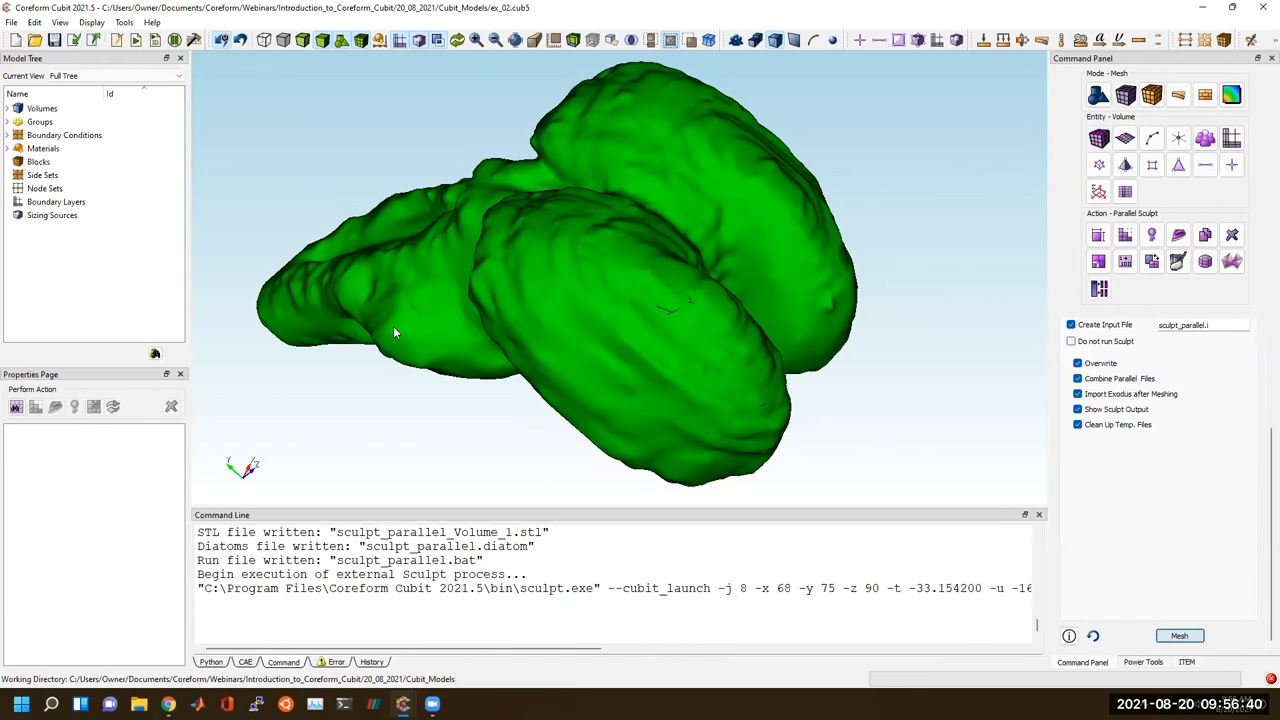 Coreform Cubit 2021.5 - C:/Users/Owner/Documents/Coreform/Webinars/Introduction_to_Coreform_Cubit/20_08_2021/Cubit_Models/ex_02.cub5
File Edit View Display Tools Help
Model Tree
Current View Full Tree
Name Id
Volumes
Groups
Boundary Conditions
Materials
Blocks
Side Sets
Node Sets
Boundary Layers
Sizing Sources
Properties Page
Perform Action
Y X Z
Command Line
STL file written: "sculpt_parallel_Volume_1.stl"
Diatoms file written: "sculpt_parallel.diatom"
Run file written: "sculpt_parallel.bat"
Begin execution of external Sculpt process...
"C:\Program Files\Coreform Cubit 2021.5\bin\sculpt.exe" --cubit_launch -j 8 -x 68 -y 75 -z 90 -t -33.154200 -u -16
Python CAE Command Error History
Command Panel
Mode - Mesh
Entity - Volume
Action - Parallel Sculpt
Create Input File sculpt_parallel.i
Do not run Sculpt
Overwrite
Combine Parallel Files
Import Exodus after Meshing
Show Sculpt Output
Clean Up Temp. Files
Mesh
Command Panel Power Tools ITEM
Working Directory: C:/Users/Owner/Documents/Coreform/Webinars/Introduction_to_Coreform_Cubit/20_08_2021/Cubit_Models
2021-08-20 09:56:40